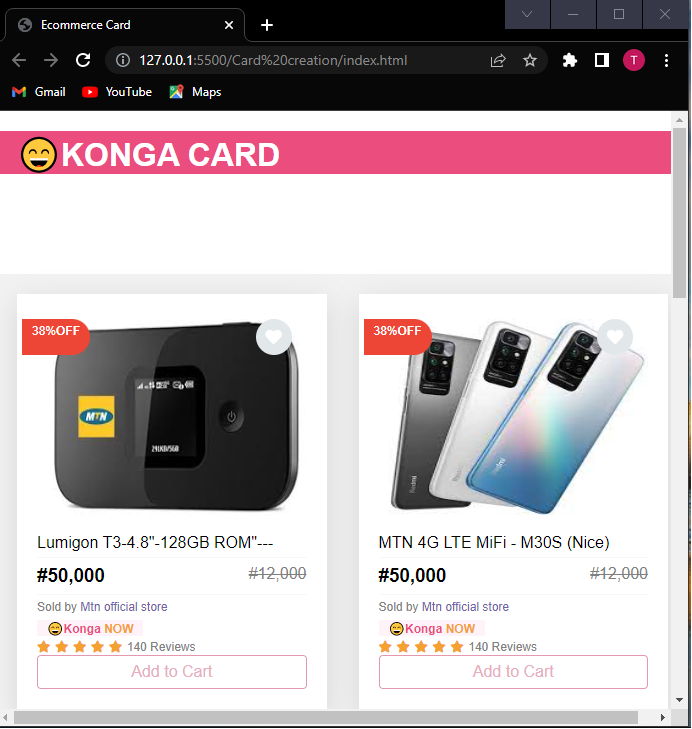 Ecommerce Card
127.0.0.1:5500/Card%20creation/index.html
T
Gmail
YouTube
Maps
KONGA CARD
38%OFF
MTN
Lumigon T3-4.8"-128GB ROM"---
#50,000
#12,000
Sold by Mtn official store
Konga NOW
140 Reviews
Add to Cart
38%OFF
Redmi
Redmi
MTN 4G LTE MiFi - M30S (Nice)
#50,000
#12,000
Sold by Mtn official store
Konga NOW
140 Reviews
Add to Cart